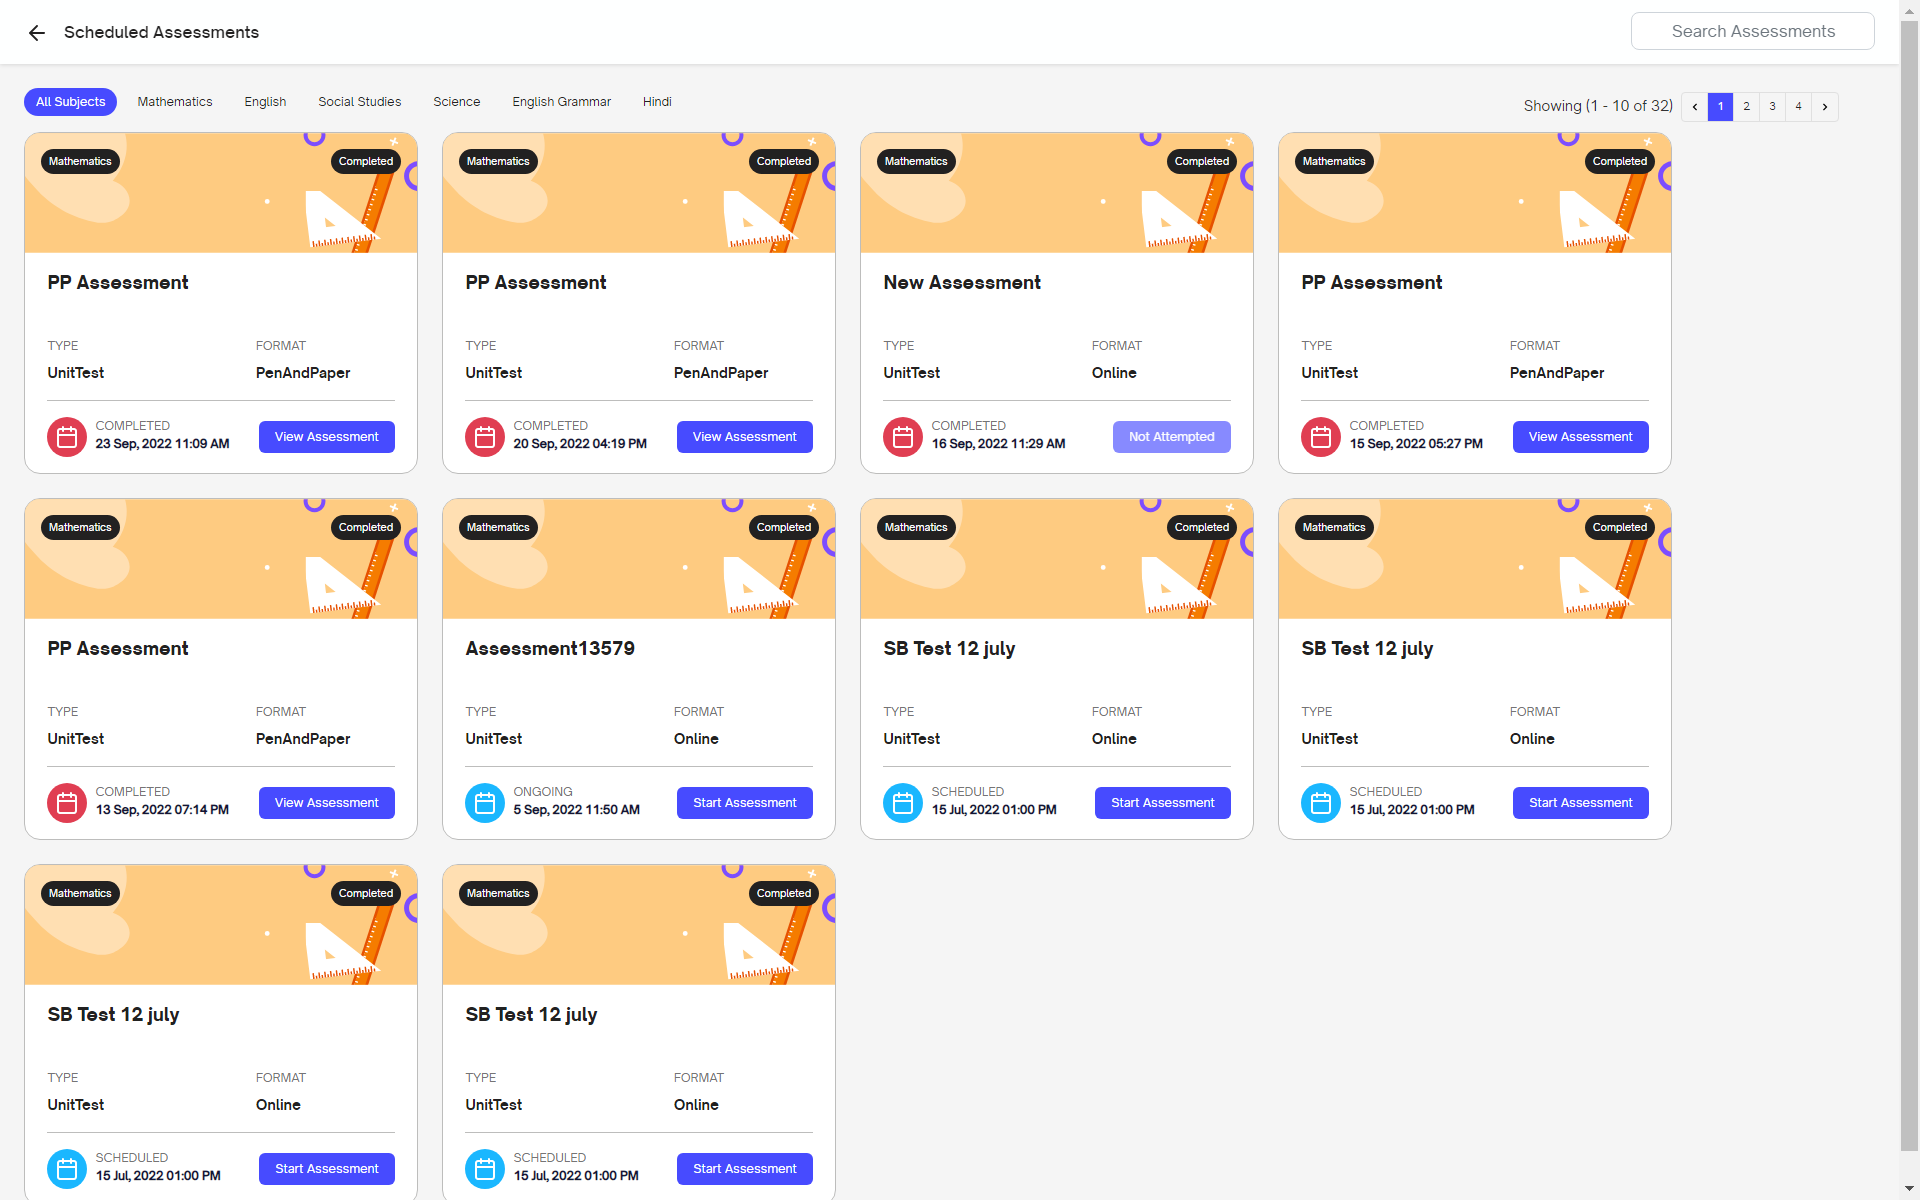 Scheduled Assessments
Search Assessments
All Subjects Mathematics English Social Studies Science English Grammar Hindi
Showing (1 - 10 of 32) ‹ 1 2 3 4 ›
Mathematics Completed Mathematics Completed Mathematics Completed Mathematics Completed
PP Assessment PP Assessment New Assessment PP Assessment
TYPE FORMAT TYPE FORMAT TYPE FORMAT TYPE FORMAT
UnitTest PenAndPaper UnitTest PenAndPaper UnitTest Online UnitTest PenAndPaper
COMPLETED COMPLETED COMPLETED COMPLETED
23 Sep, 2022 11:09 AM View Assessment 20 Sep, 2022 04:19 PM View Assessment 16 Sep, 2022 11:29 AM Not Attempted 15 Sep, 2022 05:27 PM View Assessment
Mathematics Completed Mathematics Completed Mathematics Completed Mathematics Completed
PP Assessment Assessment13579 SB Test 12 july SB Test 12 july
TYPE FORMAT TYPE FORMAT TYPE FORMAT TYPE FORMAT
UnitTest PenAndPaper UnitTest Online UnitTest Online UnitTest Online
COMPLETED ONGOING SCHEDULED SCHEDULED
13 Sep, 2022 07:14 PM View Assessment 5 Sep, 2022 11:50 AM Start Assessment 15 Jul, 2022 01:00 PM Start Assessment 15 Jul, 2022 01:00 PM Start Assessment
Mathematics Completed Mathematics Completed
SB Test 12 july SB Test 12 july
TYPE FORMAT TYPE FORMAT
UnitTest Online UnitTest Online
SCHEDULED SCHEDULED
15 Jul, 2022 01:00 PM Start Assessment 15 Jul, 2022 01:00 PM Start Assessment